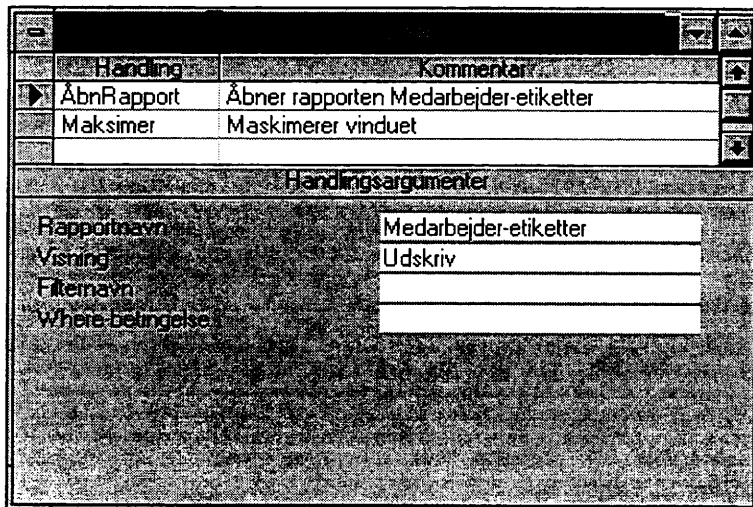 Handling Kommentar
ÅbnRapport Åbner rapporten Medarbejder-etiketter
Maksimer Maskimerer vinduet
Handlingsargumenter
Rapportnavn Medarbejder-etiketter
Visning Udskriv
Filternavn
Where-betingelse